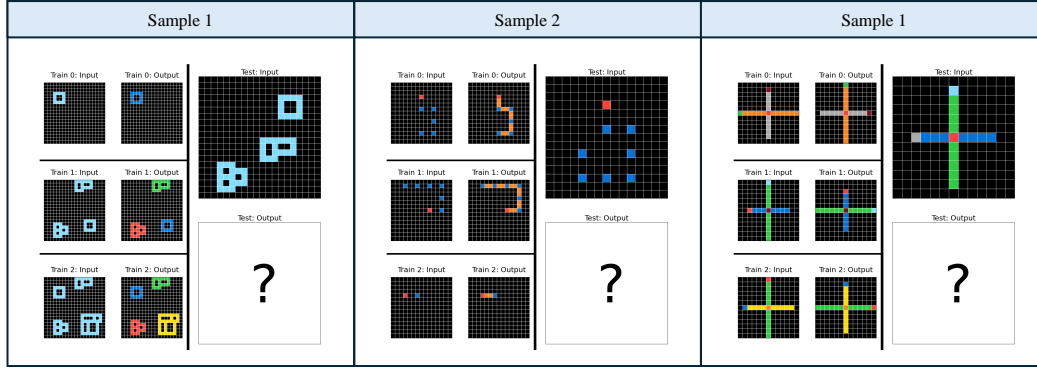 Sample 1
Sample 2
Sample 1
Train 0: Input
Train 0: Output
Test: Input
Train 1: Input
Train 1: Output
Test: Output
?
Train 2: Input
Train 2: Output
Train 0: Input
Train 0: Output
Test: Input
Train 1: Input
Train 1: Output
Test: Output
?
Train 2: Input
Train 2: Output
Train 0: Input
Train 0: Output
Test: Input
Train 1: Input
Train 1: Output
Test: Output
?
Train 2: Input
Train 2: Output